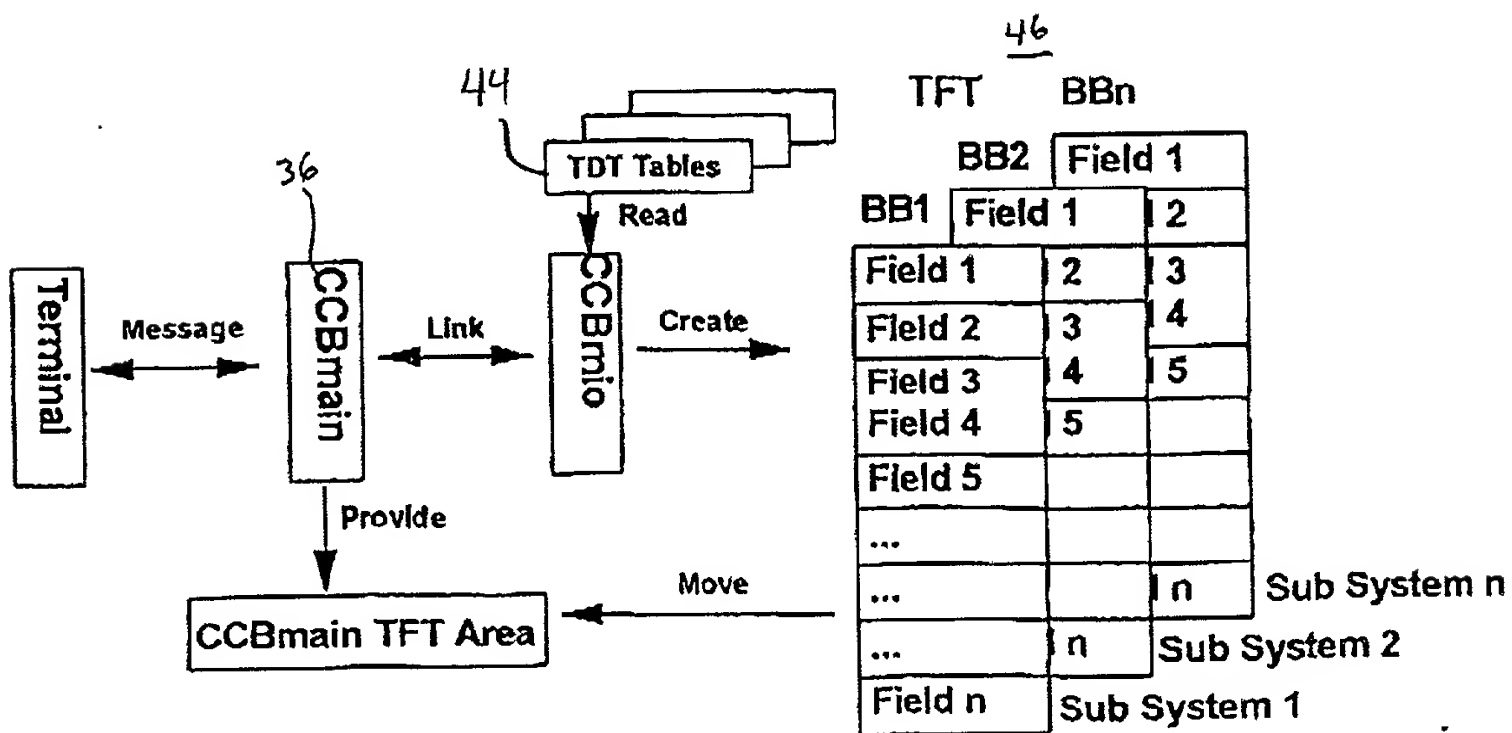 46
44
TFT BBn
TDT Tables
BB2 Field 1
36
Read
BB1 Field 1 2
Terminal
CCBmain
CCBmio
Field 1 2 3
Message
Link
Create
Field 2 3 4
Field 3 4 5
Field 4 5
Field 5
Provide
...
Move
... n Sub System n
CCBmain TFT Area
... n Sub System 2
Field n Sub System 1